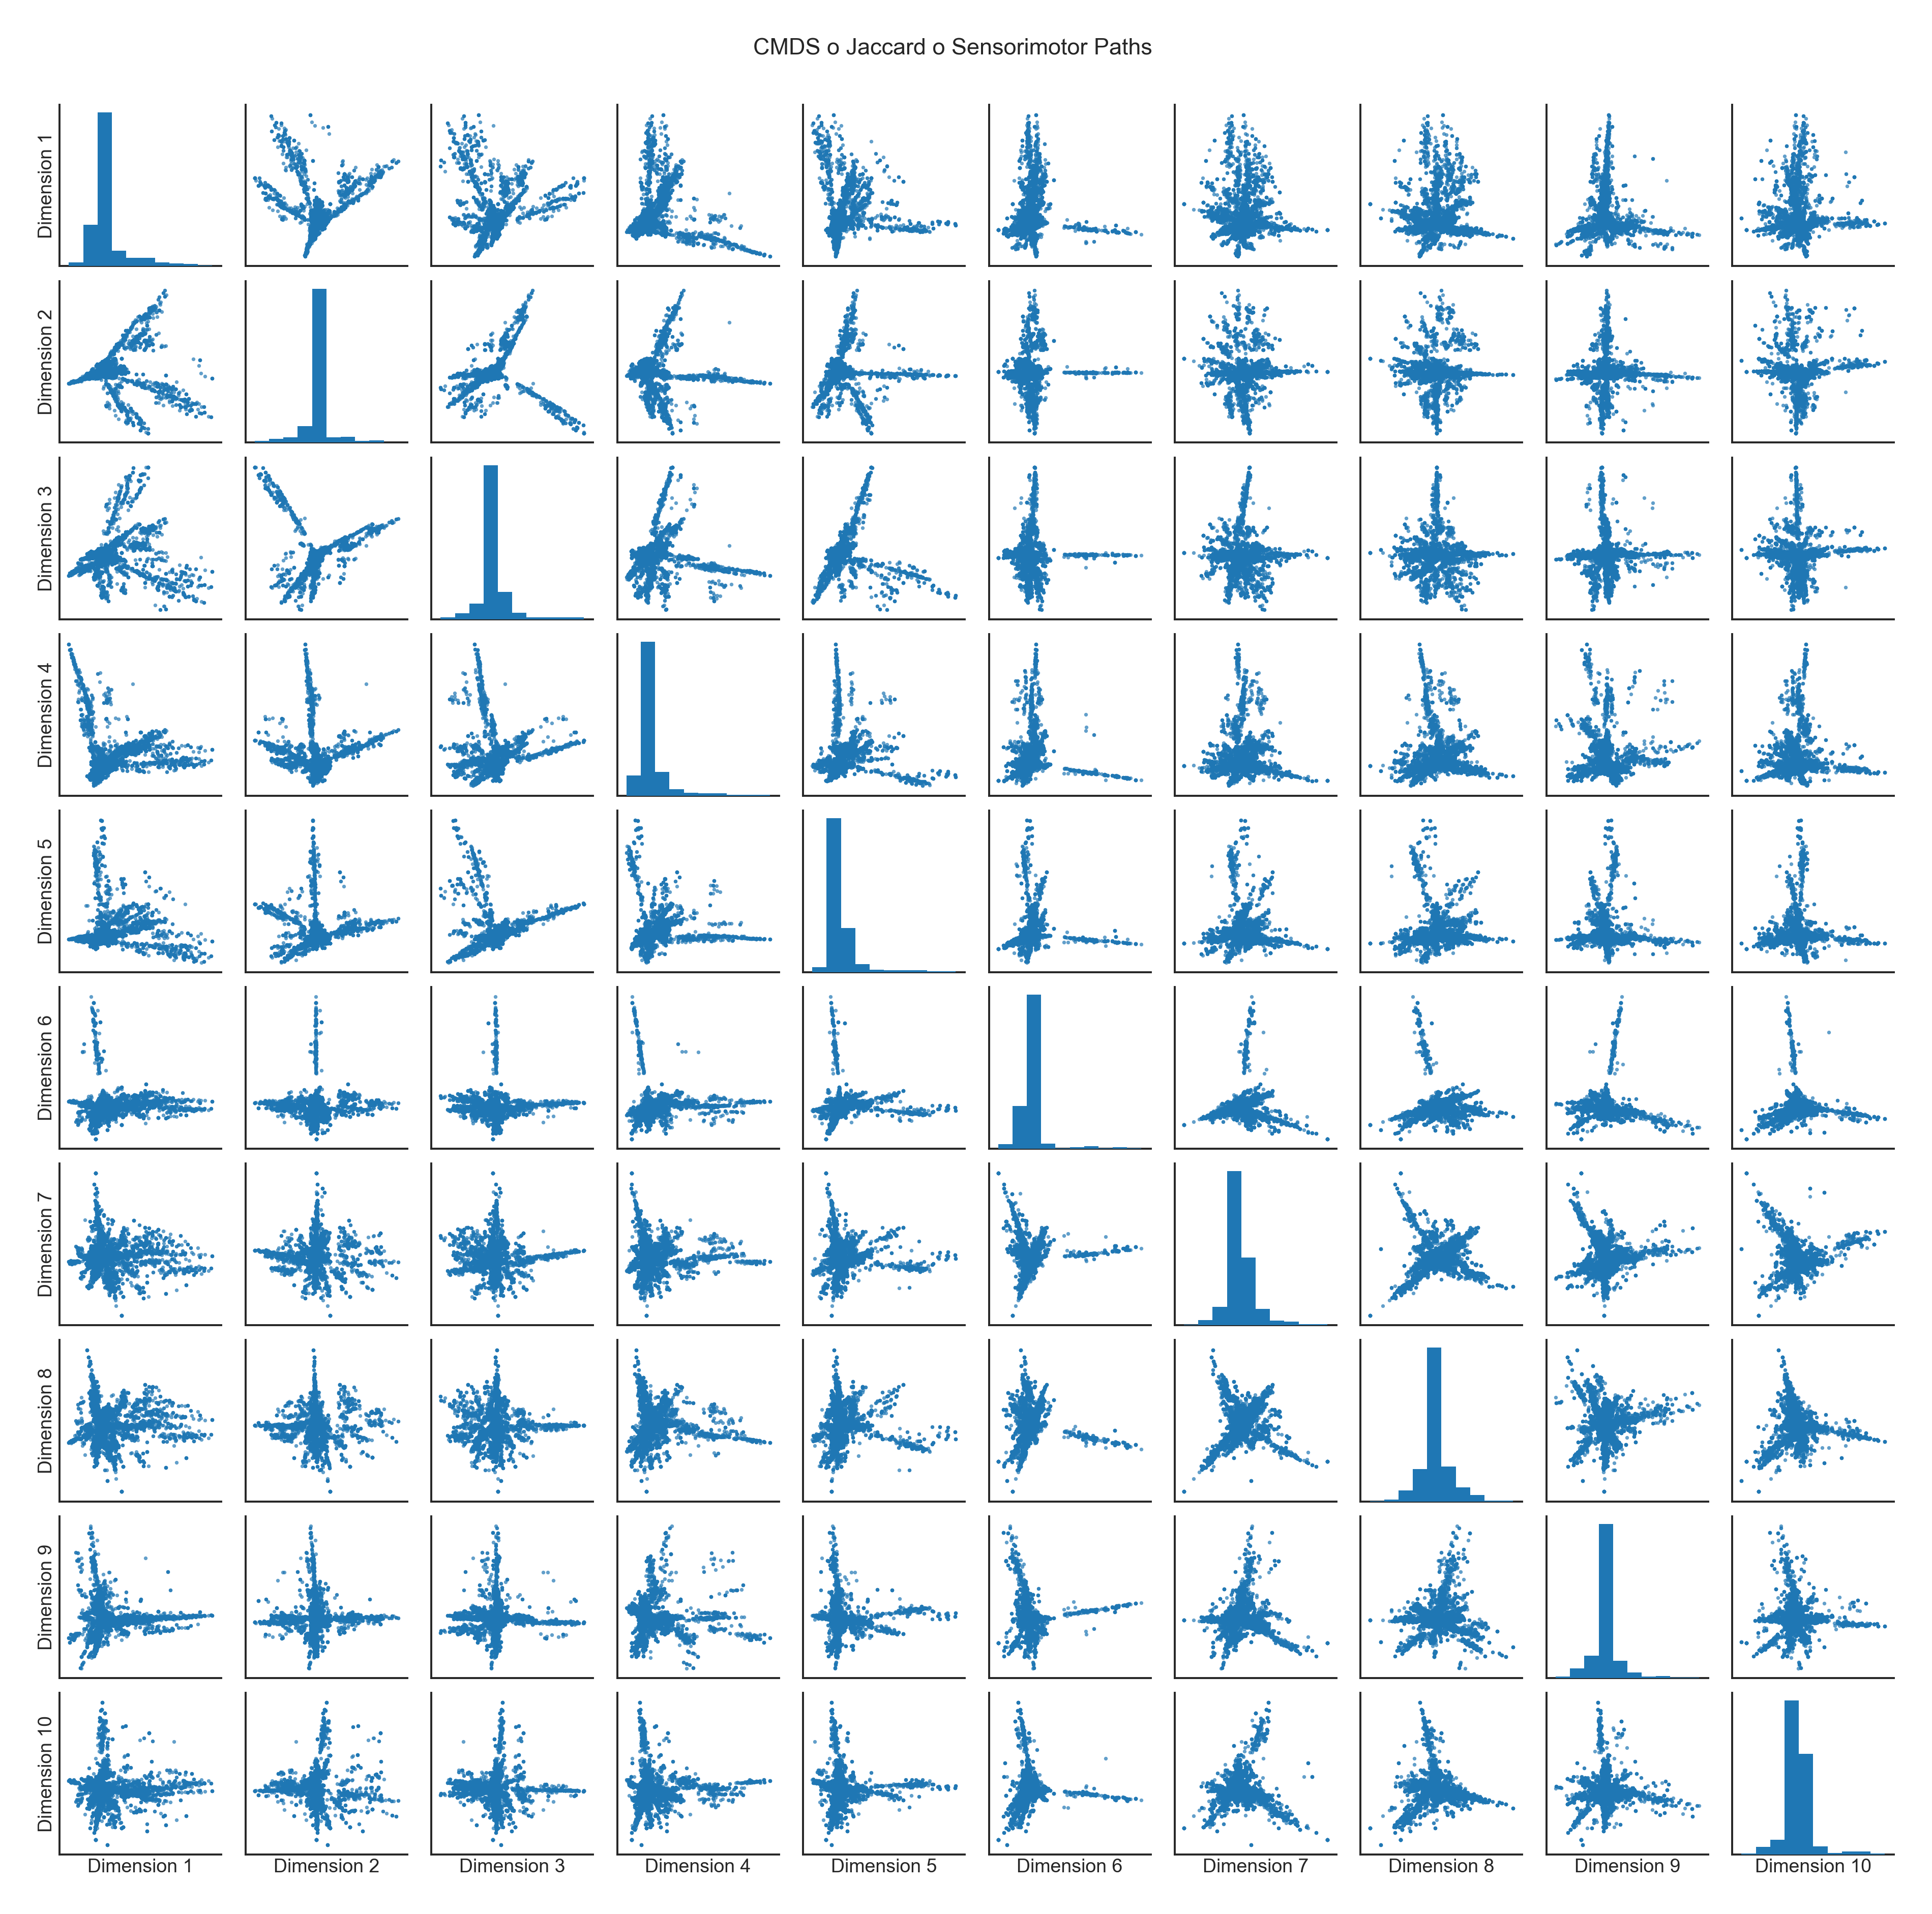 CMDS o Jaccard o Sensorimotor Paths
Dimension 1
Dimension 2
Dimension 3
Dimension 4
Dimension 5
Dimension 6
Dimension 7
Dimension 8
Dimension 9
Dimension 10
Dimension 1 Dimension 2 Dimension 3 Dimension 4 Dimension 5 Dimension 6 Dimension 7 Dimension 8 Dimension 9 Dimension 10